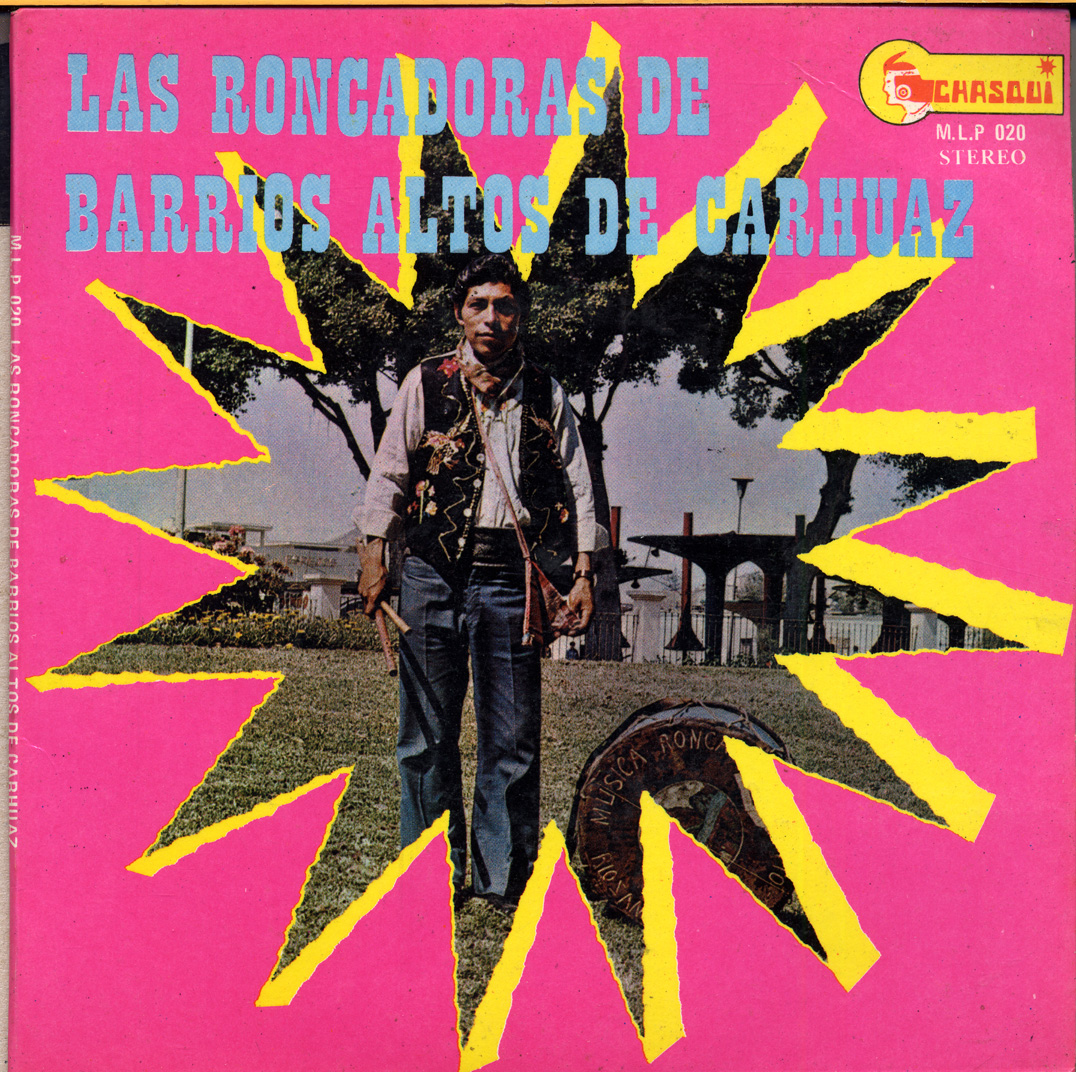 LAS RONCADORAS DE
BARRIOS ALTOS DE CARHUAZ
CHASQUI
M.L.P 020
STEREO
M.L.P 020 LAS RONCADORAS DE BARRIOS ALTOS DE CARHUAZ
MUSICA RONCA